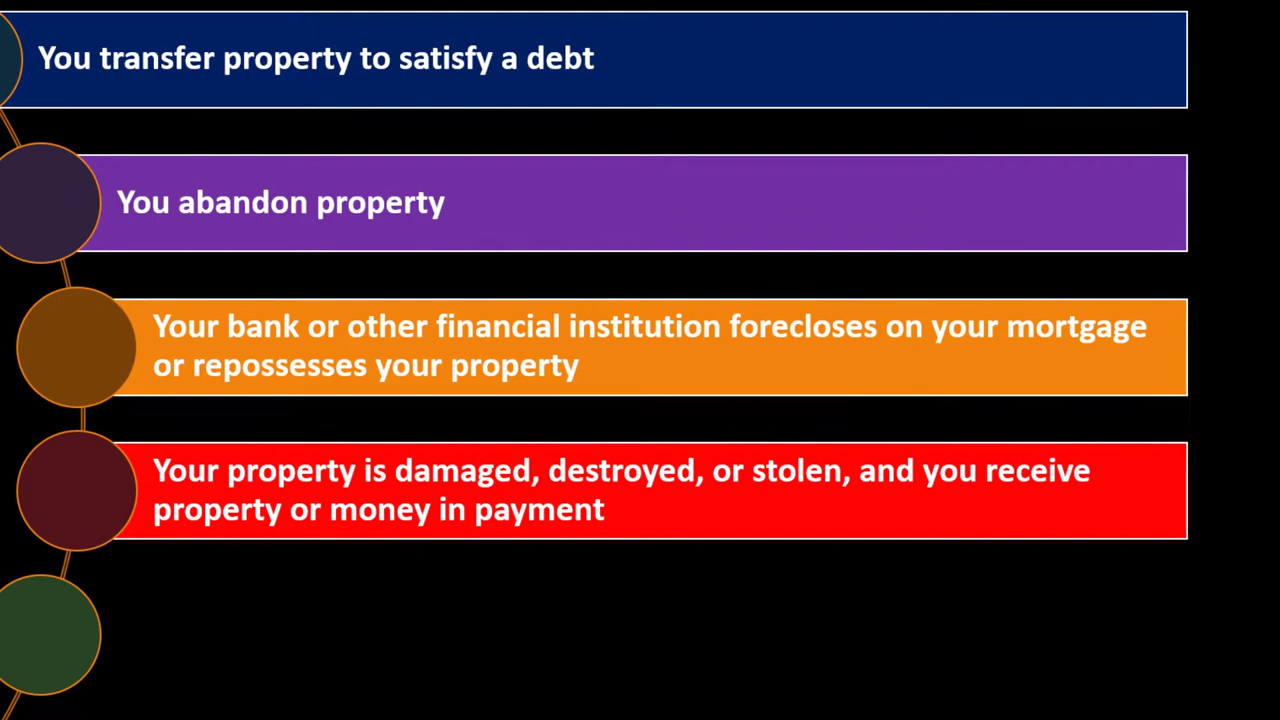 You transfer property to satisfy a debt
You abandon property
Your bank or other financial institution forecloses on your mortgage
or repossesses your property
Your property is damaged, destroyed, or stolen, and you receive
property or money in payment